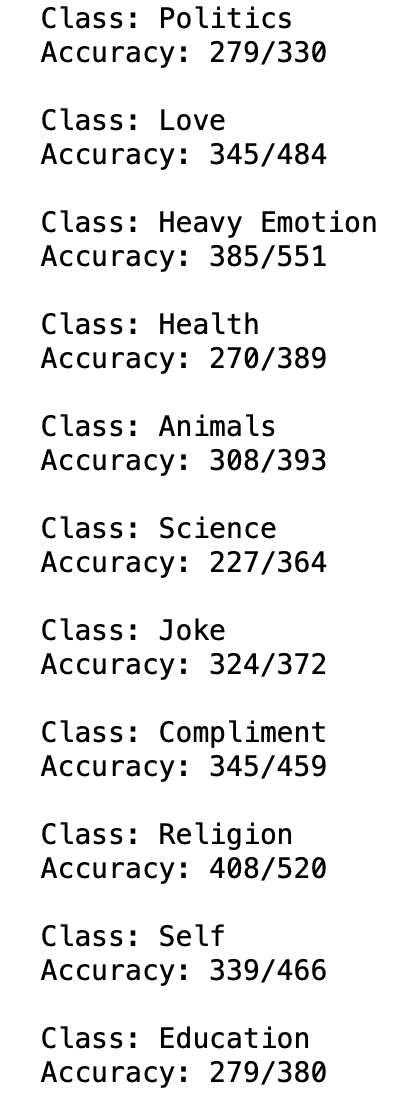 Class: Politics
Accuracy: 279/330
Class: Love
Accuracy: 345/484
Class: Heavy Emotion
Accuracy: 385/551
Class: Health
Accuracy: 270/389
Class: Animals
Accuracy: 308/393
Class: Science
Accuracy: 227/364
Class: Joke
Accuracy: 324/372
Class: Compliment
Accuracy: 345/459
Class: Religion
Accuracy: 408/520
Class: Self
Accuracy: 339/466
Class: Education
Accuracy: 279/380